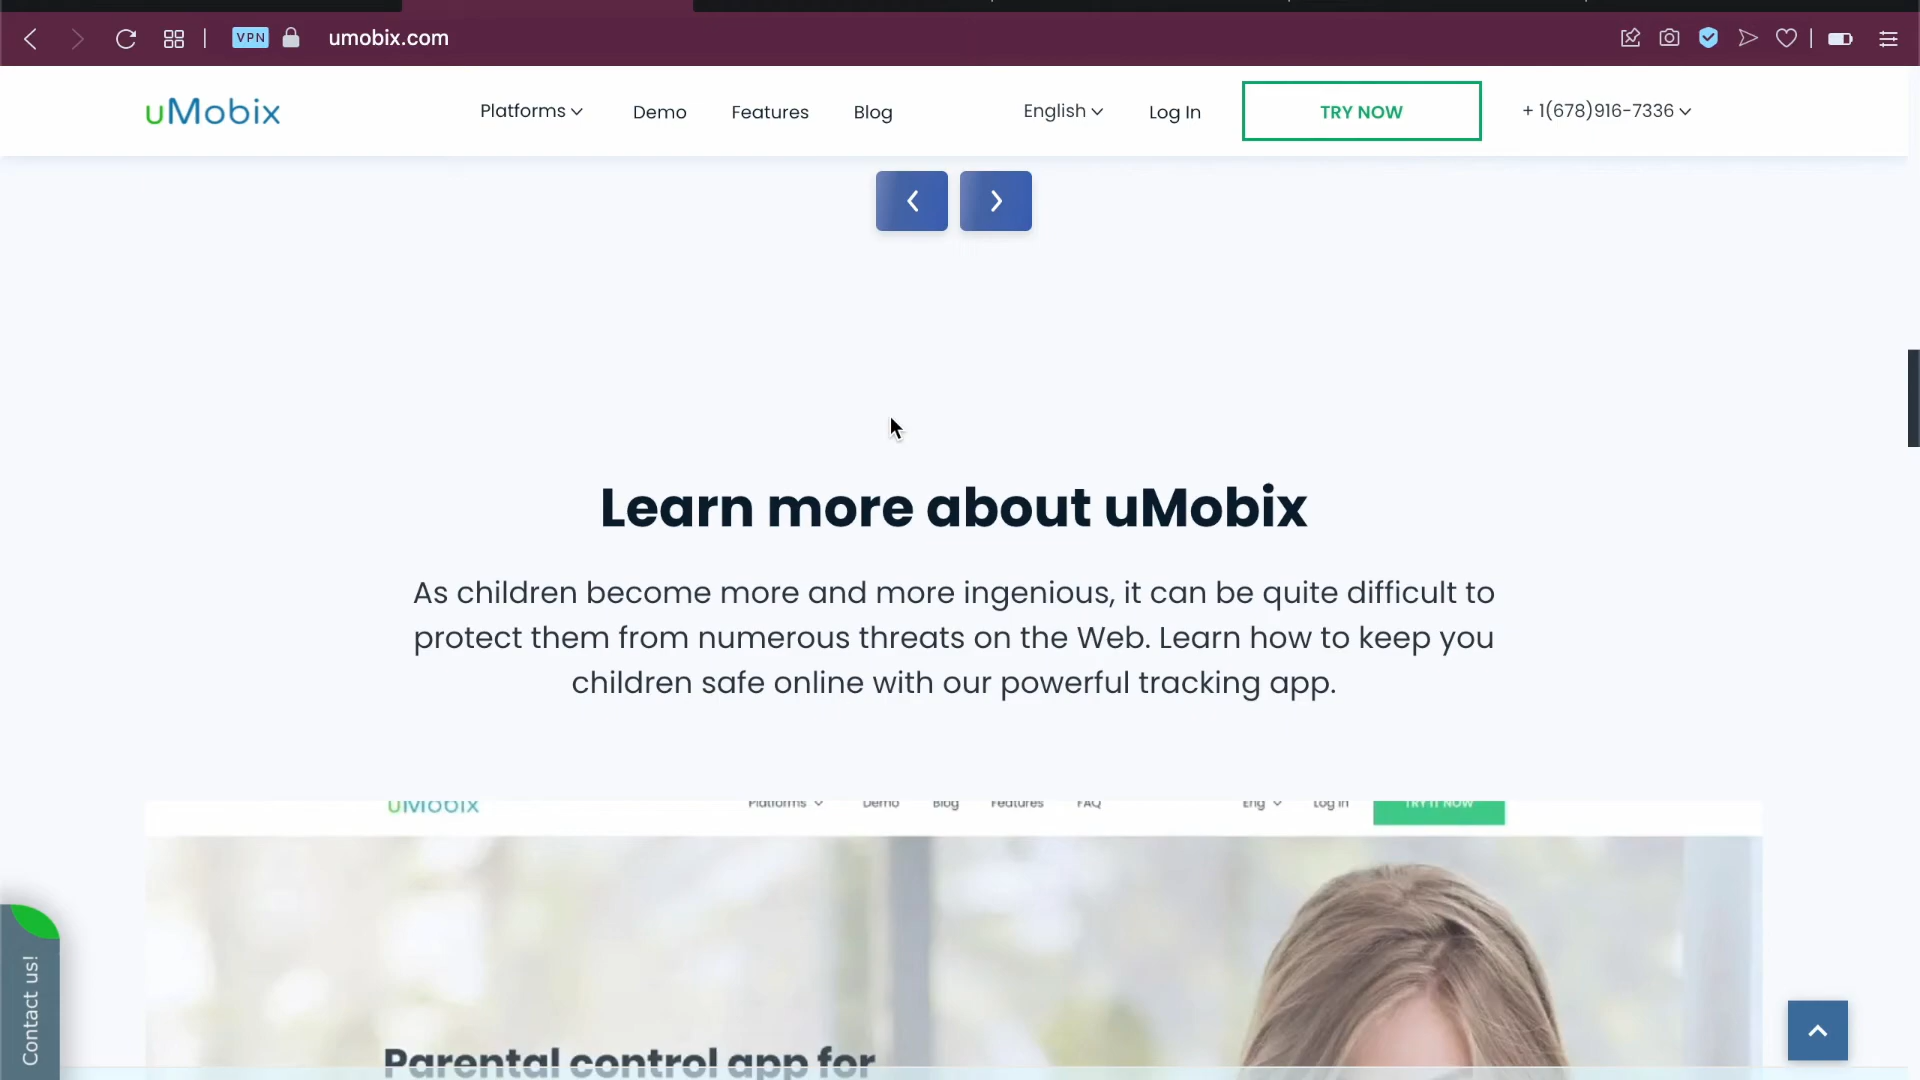 VPN umobix.com
uMobix Platforms Demo Features Blog English Log In TRY NOW + 1(678)916-7336
Learn more about uMobix
As children become more and more ingenious, it can be quite difficult to
protect them from numerous threats on the Web. Learn how to keep you
children safe online with our powerful tracking app.
uMobix Platforms Demo Blog Features FAQ Eng Log In TRY IT NOW
Parental control app for
Contact us!